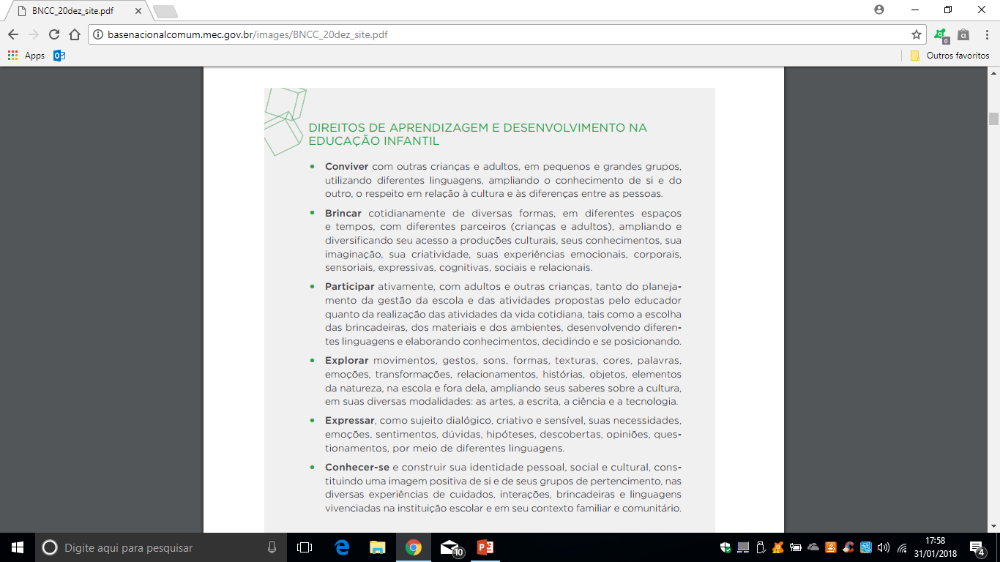 BNCC_20dez_site.pdf
basenacionalcomum.mec.gov.br/images/BNCC_20dez_site.pdf
0
Apps
Outros favoritos
DIREITOS DE APRENDIZAGEM E DESENVOLVIMENTO NA
EDUCAÇÃO INFANTIL
• Conviver com outras crianças e adultos, em pequenos e grandes grupos,
utilizando diferentes linguagens, ampliando o conhecimento de si e do
outro, o respeito em relação à cultura e às diferenças entre as pessoas.
• Brincar cotidianamente de diversas formas, em diferentes espaços
e tempos, com diferentes parceiros (crianças e adultos), ampliando e
diversificando seu acesso a produções culturais, seus conhecimentos, sua
imaginação, sua criatividade, suas experiências emocionais, corporais,
sensoriais, expressivas, cognitivas, sociais e relacionais.
• Participar ativamente, com adultos e outras crianças, tanto do planeja-
mento da gestão da escola e das atividades propostas pelo educador
quanto da realização das atividades da vida cotidiana, tais como a escolha
das brincadeiras, dos materiais e dos ambientes, desenvolvendo diferen-
tes linguagens e elaborando conhecimentos, decidindo e se posicionando.
• Explorar movimentos, gestos, sons, formas, texturas, cores, palavras,
emoções, transformações, relacionamentos, histórias, objetos, elementos
da natureza, na escola e fora dela, ampliando seus saberes sobre a cultura,
em suas diversas modalidades: as artes, a escrita, a ciência e a tecnologia.
• Expressar, como sujeito dialógico, criativo e sensível, suas necessidades,
emoções, sentimentos, dúvidas, hipóteses, descobertas, opiniões, ques-
tionamentos, por meio de diferentes linguagens.
• Conhecer-se e construir sua identidade pessoal, social e cultural, cons-
tituindo uma imagem positiva de si e de seus grupos de pertencimento, nas
diversas experiências de cuidados, interações, brincadeiras e linguagens
vivenciadas na instituição escolar e em seu contexto familiar e comunitário.
Digite aqui para pesquisar
10
17:58
31/01/2018
4